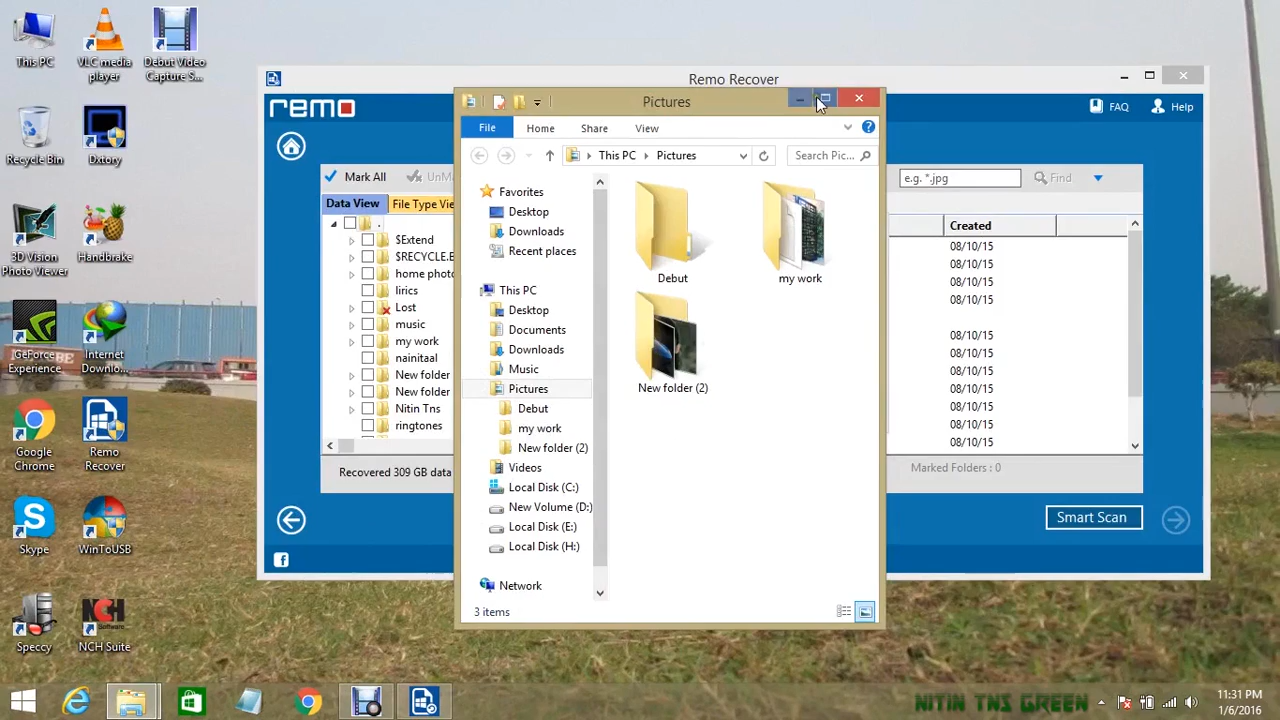 This PC
VLC media
player
Debut Video
Capture S...
Recycle Bin
Dxtory
3D Vision
Photo Viewer
Handbrake
GeForce
Experience
Internet
Downlo...
Google
Chrome
Remo
Recover
Skype
WinToUSB
Speccy
NCH
Software
NCH Suite
Remo Recover
remo
FAQ
Help
Mark All
UnM
e.g. *.jpg
Find
Data View
File Type Vie
Created
.
$Extend
$RECYCLE.B
home photo
lirics
Lost
music
my work
nainitaal
New folder
New folder
Nitin Tns
ringtones
08/10/15
08/10/15
08/10/15
08/10/15
08/10/15
08/10/15
08/10/15
08/10/15
08/10/15
08/10/15
08/10/15
Recovered 309 GB data
Marked Folders : 0
Smart Scan
Pictures
File
Home
Share
View
This PC
Pictures
Search Pic...
Favorites
Desktop
Downloads
Recent places
This PC
Desktop
Documents
Downloads
Music
Pictures
Debut
my work
New folder (2)
Videos
Local Disk (C:)
New Volume (D:)
Local Disk (E:)
Local Disk (H:)
Network
Debut
my work
New folder (2)
3 items
NITIN TNS GREEN
11:31 PM
1/6/2016